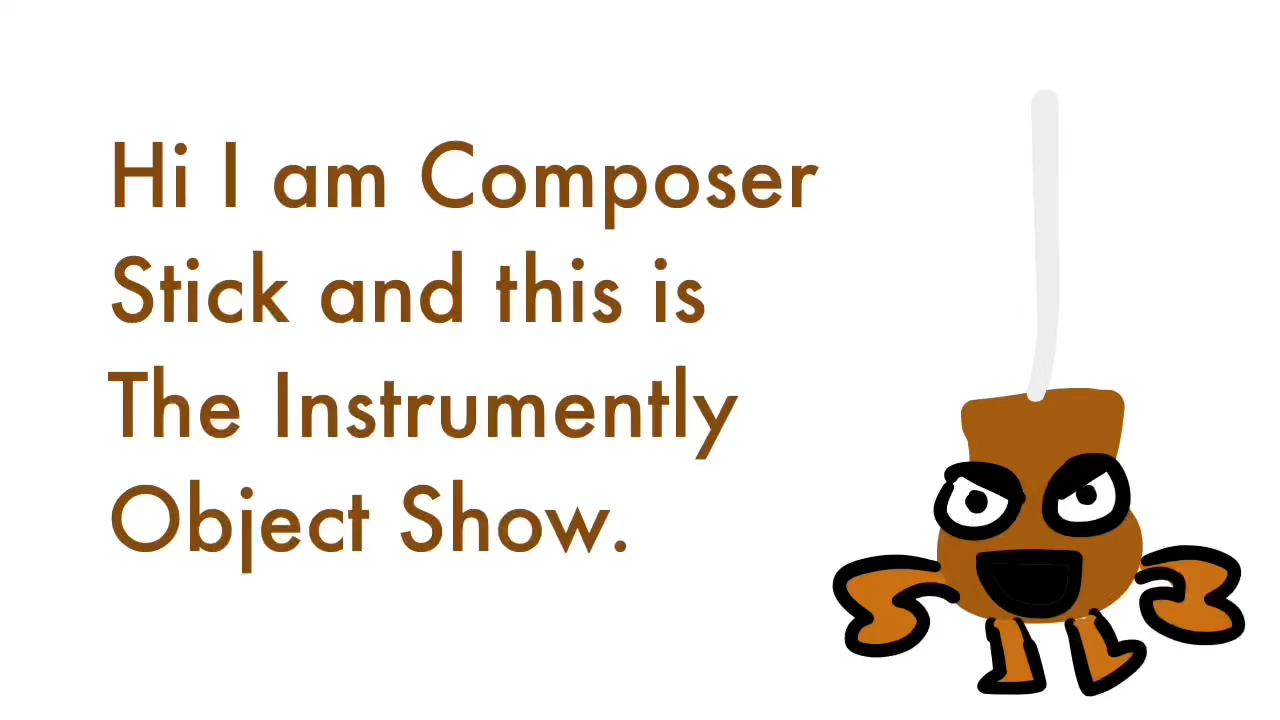 Hi I am Composer
Stick and this is
The Instrumently
Object Show.